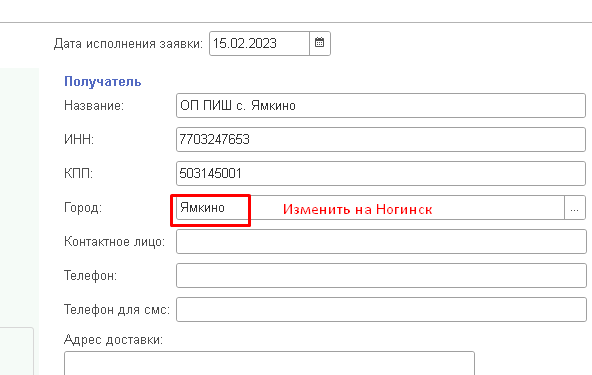 Дата исполнения заявки: 15.02.2023
Получатель
Название: ОП ПИШ с. Ямкино
ИНН: 7703247653
КПП: 503145001
Город: Ямкино Изменить на Ногинск ...
Контактное лицо:
Телефон:
Телефон для смс:
Адрес доставки: